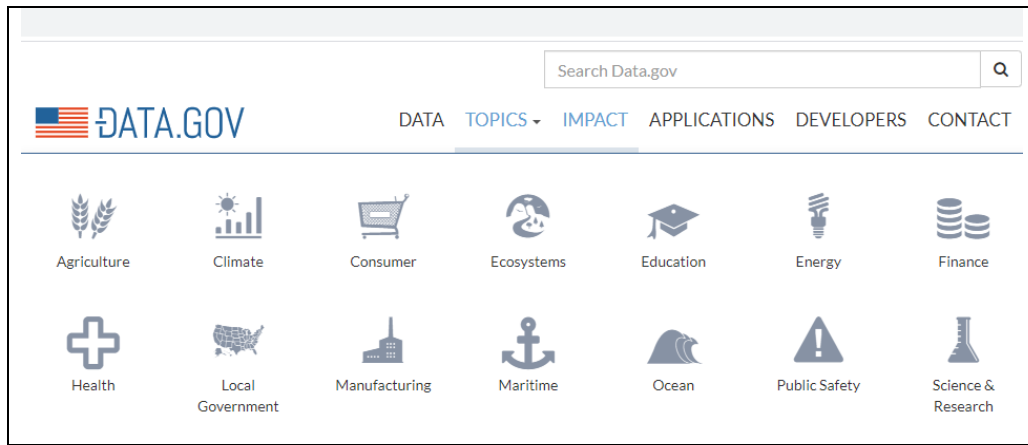 Search Data.gov
DATA.GOV
DATA TOPICS IMPACT APPLICATIONS DEVELOPERS CONTACT
Agriculture Climate Consumer Ecosystems Education Energy Finance
Health Local Manufacturing Maritime Ocean Public Safety Science &
Government Research